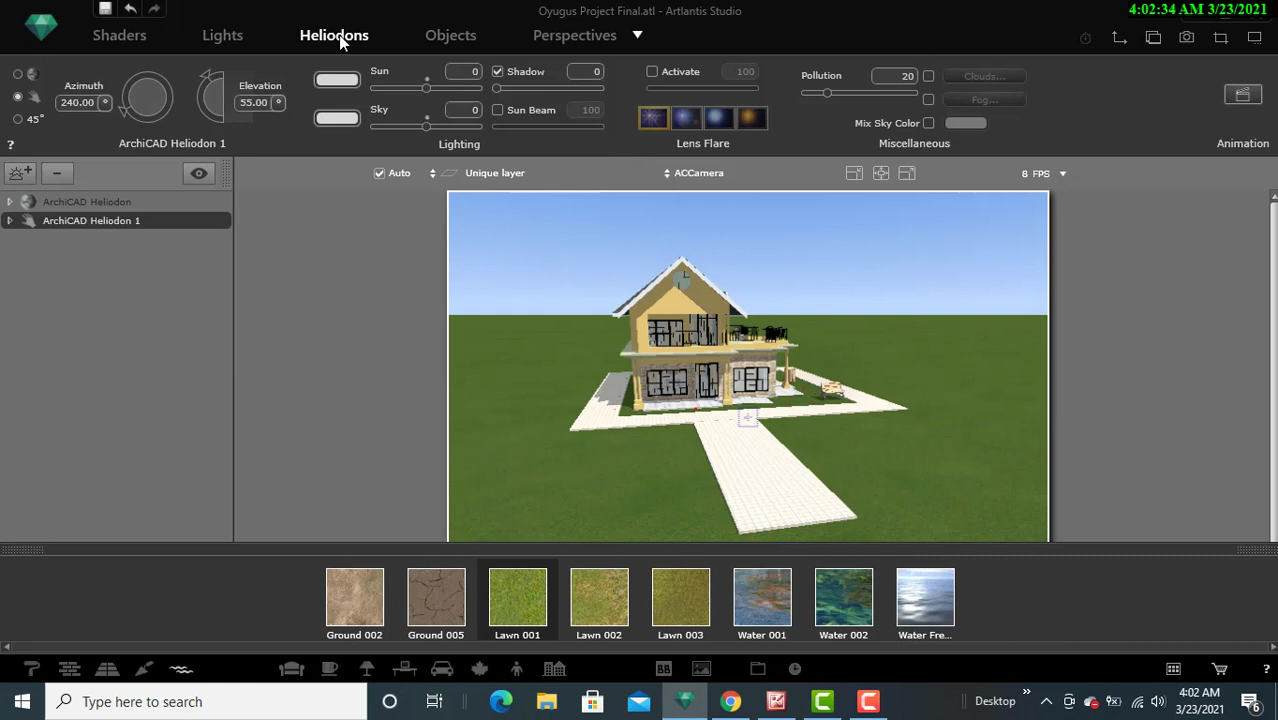 Oyugus Project Final.atl - Artlantis Studio
4:02:34 AM 3/23/2021
Shaders Lights Heliodons Objects Perspectives
Azimuth
240.00 °
Elevation
55.00 °
45°
Sun 0
Shadow 0
Sky 0
Sun Beam 100
Activate 100
Pollution 20
Clouds...
Fog...
Mix Sky Color
? ArchiCAD Heliodon 1 Lighting Lens Flare Miscellaneous Animation
Auto Unique layer ACCamera 8 FPS
ArchiCAD Heliodon
ArchiCAD Heliodon 1
Ground 002 Ground 005 Lawn 001 Lawn 002 Lawn 003 Water 001 Water 002 Water Fre...
BB ?
Type here to search
Desktop
4:02 AM
3/23/2021
6